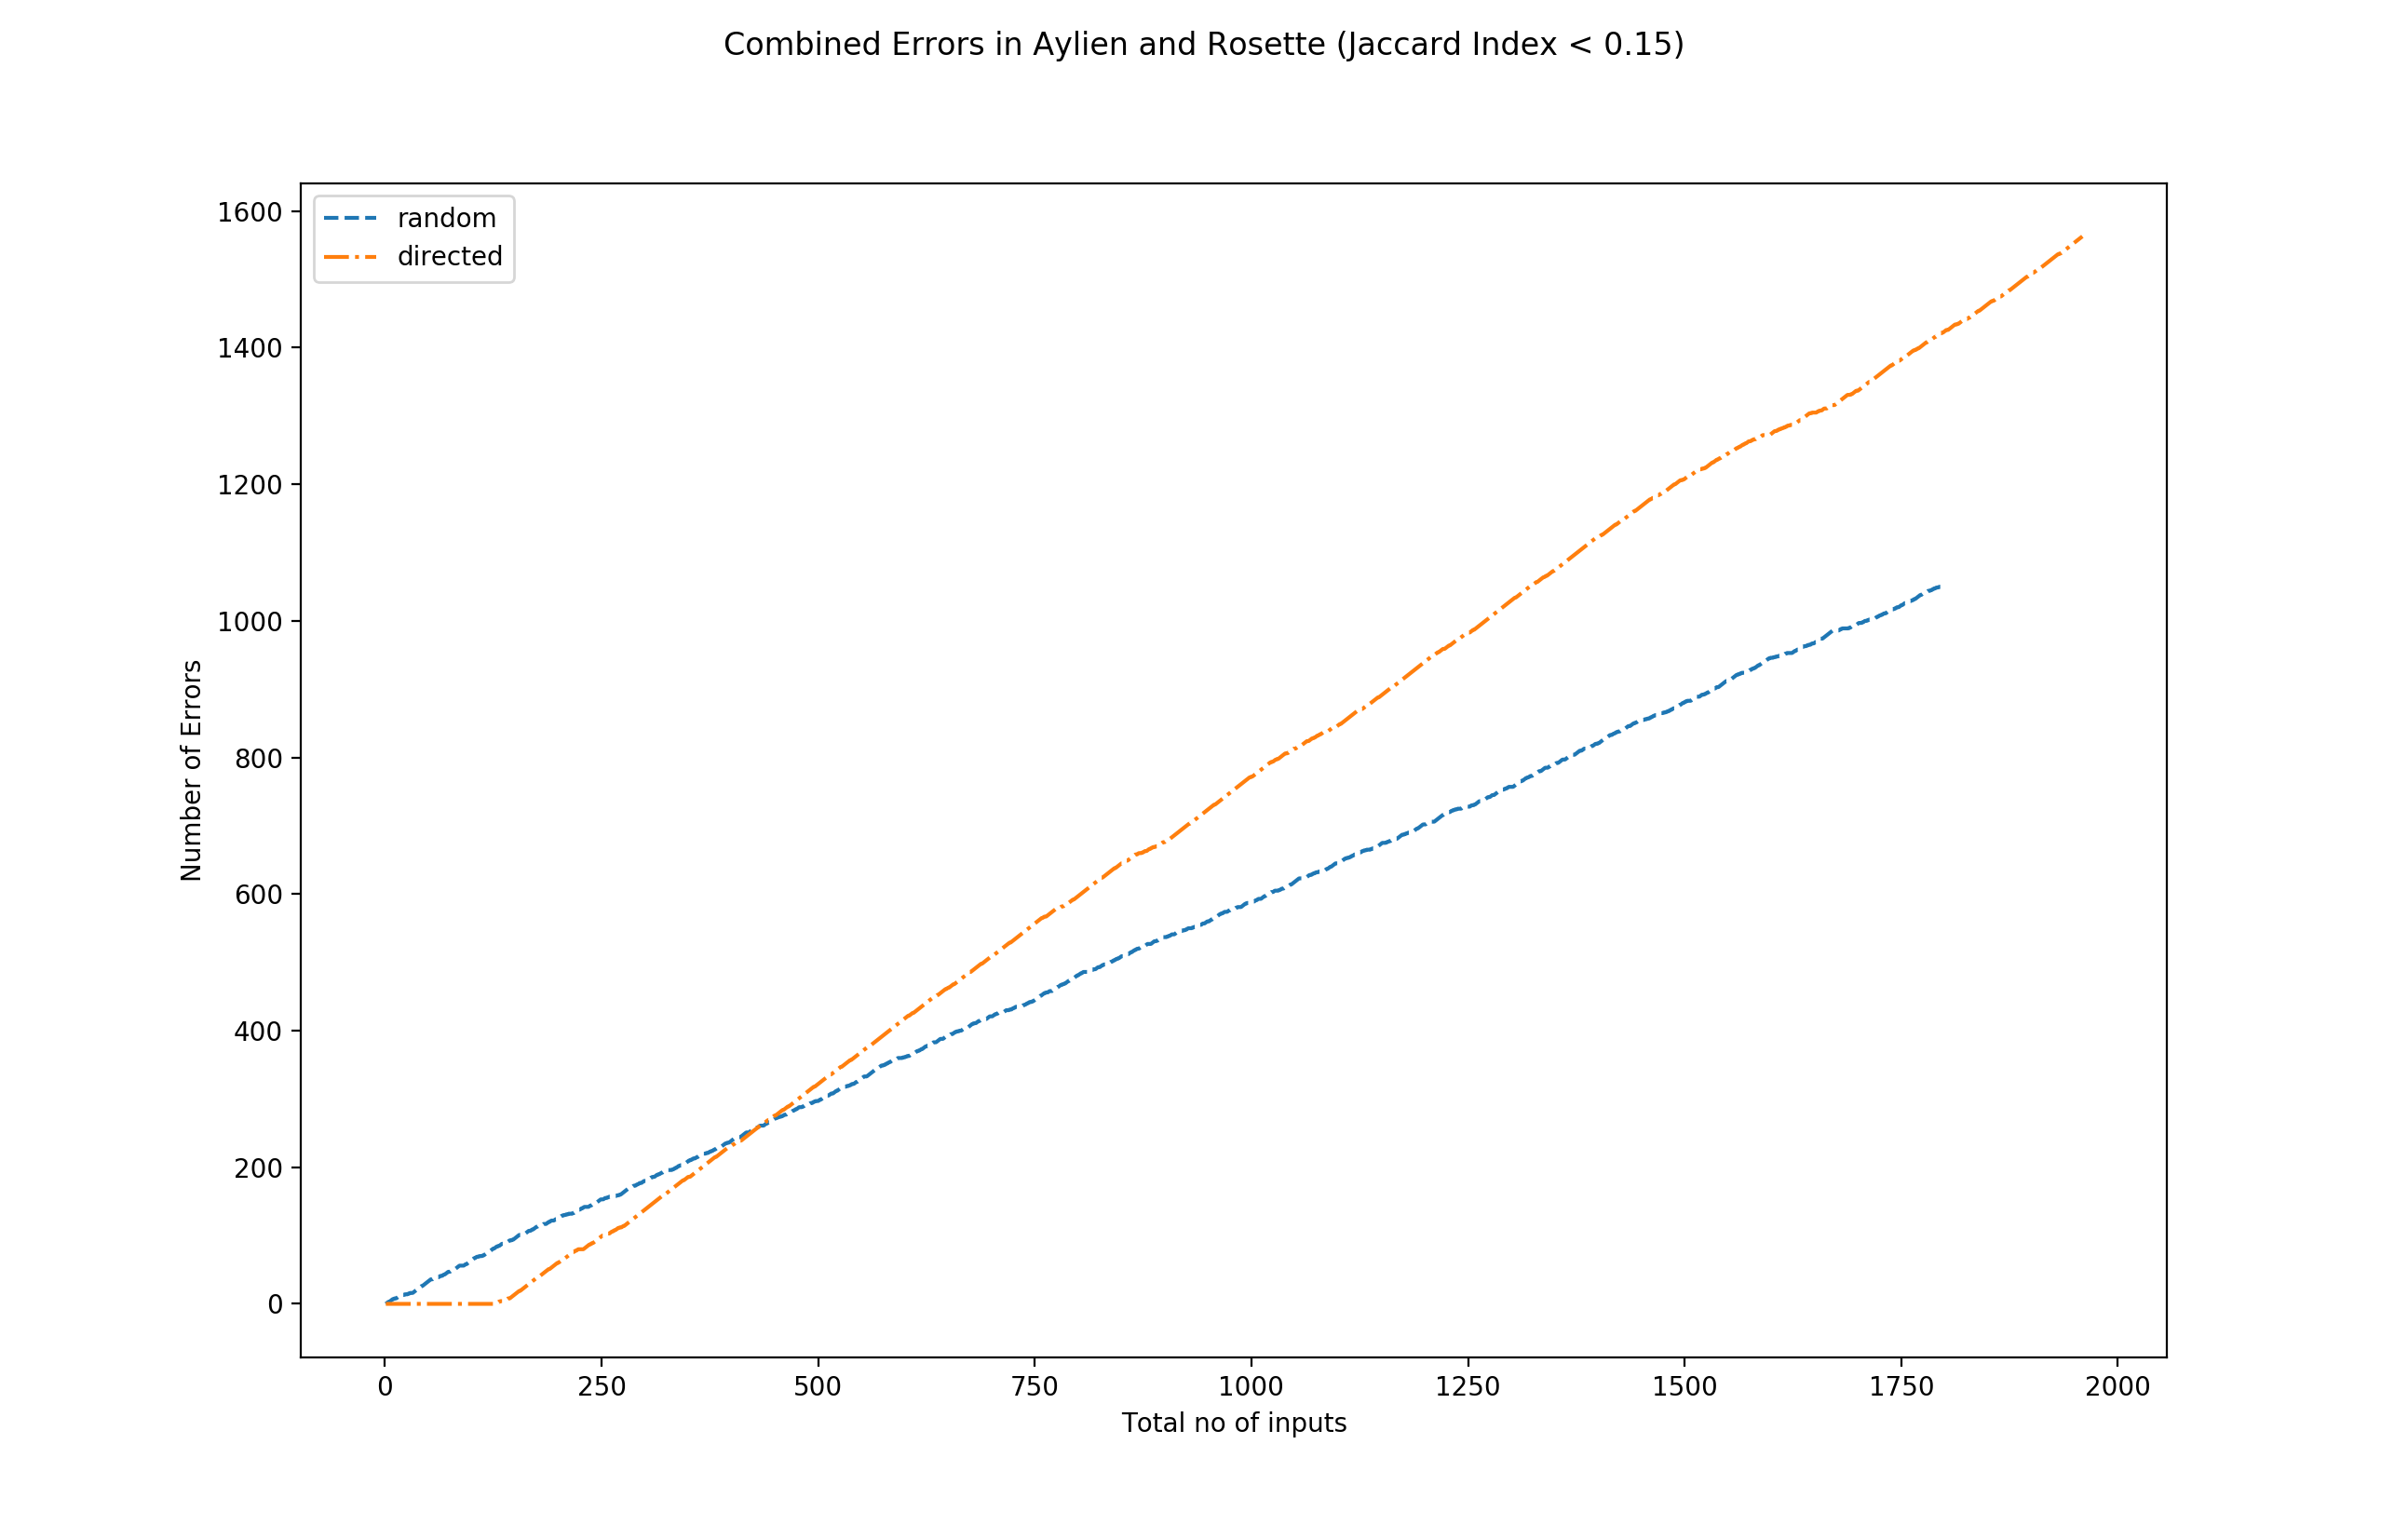 Combined Errors in Aylien and Rosette (Jaccard Index < 0.15)
random
directed
1600
1400
1200
1000
800
600
400
200
0
Number of Errors
0 250 500 750 1000 1250 1500 1750 2000
Total no of inputs